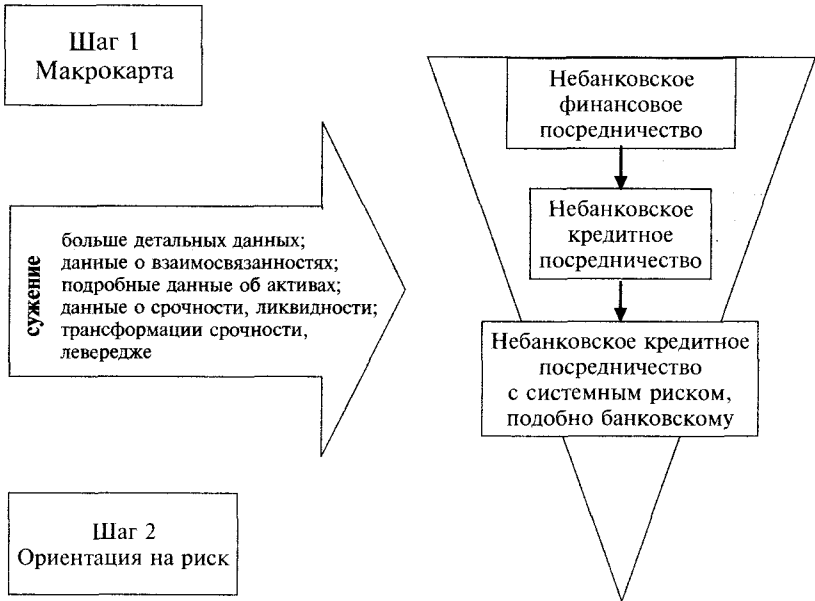 Шаг 1
Макрокарта
сужение
больше детальных данных;
данные о взаимосвязанностях;
подробные данные об активах;
данные о срочности, ликвидности;
трансформации срочности,
левередже
Шаг 2
Ориентация на риск
Небанковское
финансовое
посредничество
Небанковское
кредитное
посредничество
Небанковское кредитное
посредничество
с системным риском,
подобно банковскому